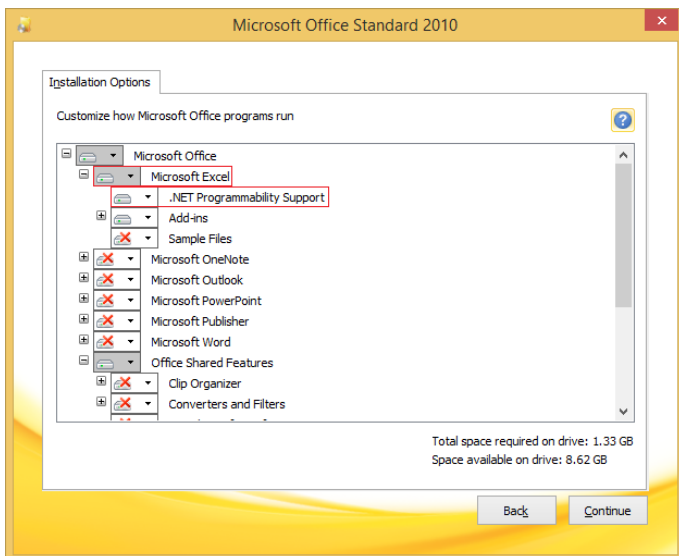 Microsoft Office Standard 2010
Installation Options
Customize how Microsoft Office programs run
Microsoft Office
Microsoft Excel
.NET Programmability Support
Add-ins
Sample Files
Microsoft OneNote
Microsoft Outlook
Microsoft PowerPoint
Microsoft Publisher
Microsoft Word
Office Shared Features
Clip Organizer
Converters and Filters
Total space required on drive: 1.33 GB
Space available on drive: 8.62 GB
Back Continue